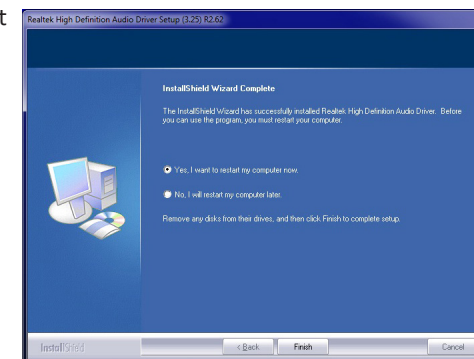 t
Realtek High Definition Audio Driver Setup (3.25) R2.62
InstallShield Wizard Complete
The InstallShield Wizard has successfully installed Realtek High Definition Audio Driver. Before
you can use the program, you must restart your computer.
Yes, I want to restart my computer now.
No, I will restart my computer later.
Remove any disks from their drives, and then click Finish to complete setup.
InstallShield
< Back
Finish
Cancel